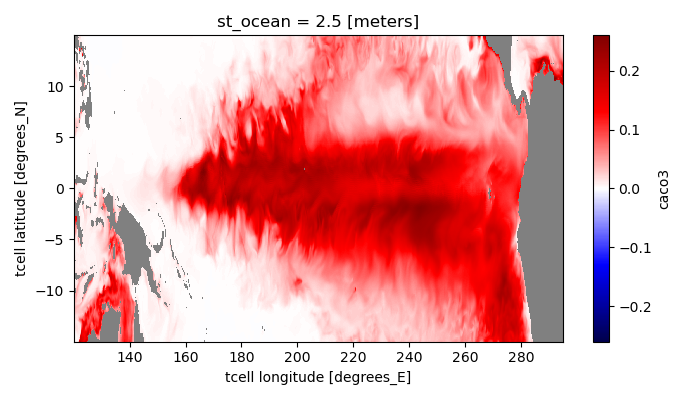 st_ocean = 2.5 [meters]
10
5
0
−5
−10
tcell latitude [degrees_N]
140 160 180 200 220 240 260 280
tcell longitude [degrees_E]
0.2
0.1
0.0
−0.1
−0.2
caco3